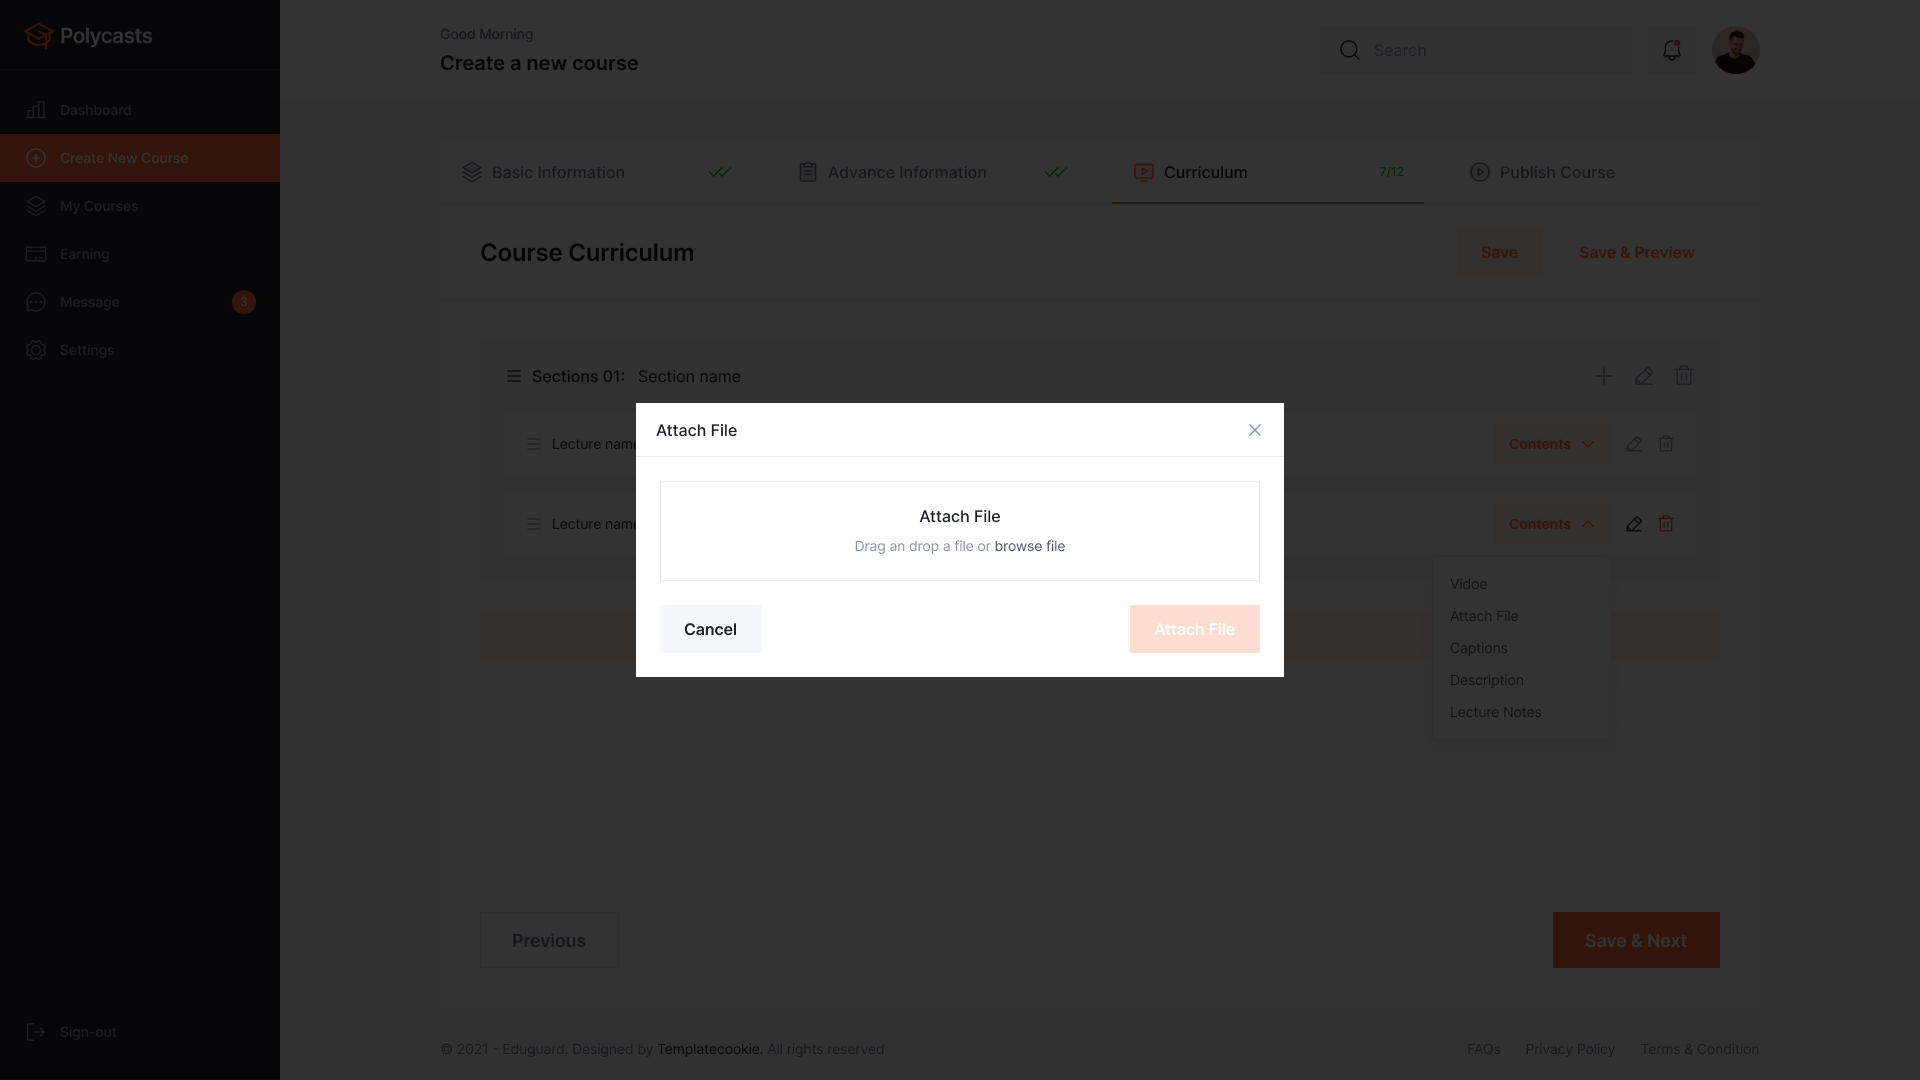 Polycasts
Dashboard
Create New Course
My Courses
Earning
Message
3
Settings
Sign-out
Good Morning
Create a new course
Search
Basic Information
Advance Information
Curriculum
7/12
Publish Course
Course Curriculum
Save
Save & Preview
Sections 01: Section name
Lecture name
Contents
Lecture name
Contents
Vidoe
Attach File
Captions
Description
Lecture Notes
Attach File
Attach File
Drag an drop a file or browse file
Cancel
Attach File
Previous
Save & Next
© 2021 - Eduguard. Designed by Templatecookie. All rights reserved
FAQs
Privacy Policy
Terms & Condition